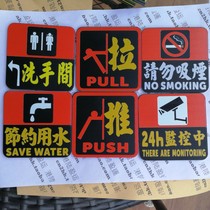 洗手間
拉
PULL
請勿吸煙
NO SMOKING
節約用水
SAVE WATER
推
PUSH
24h監控中
THERE ARE MONITORING